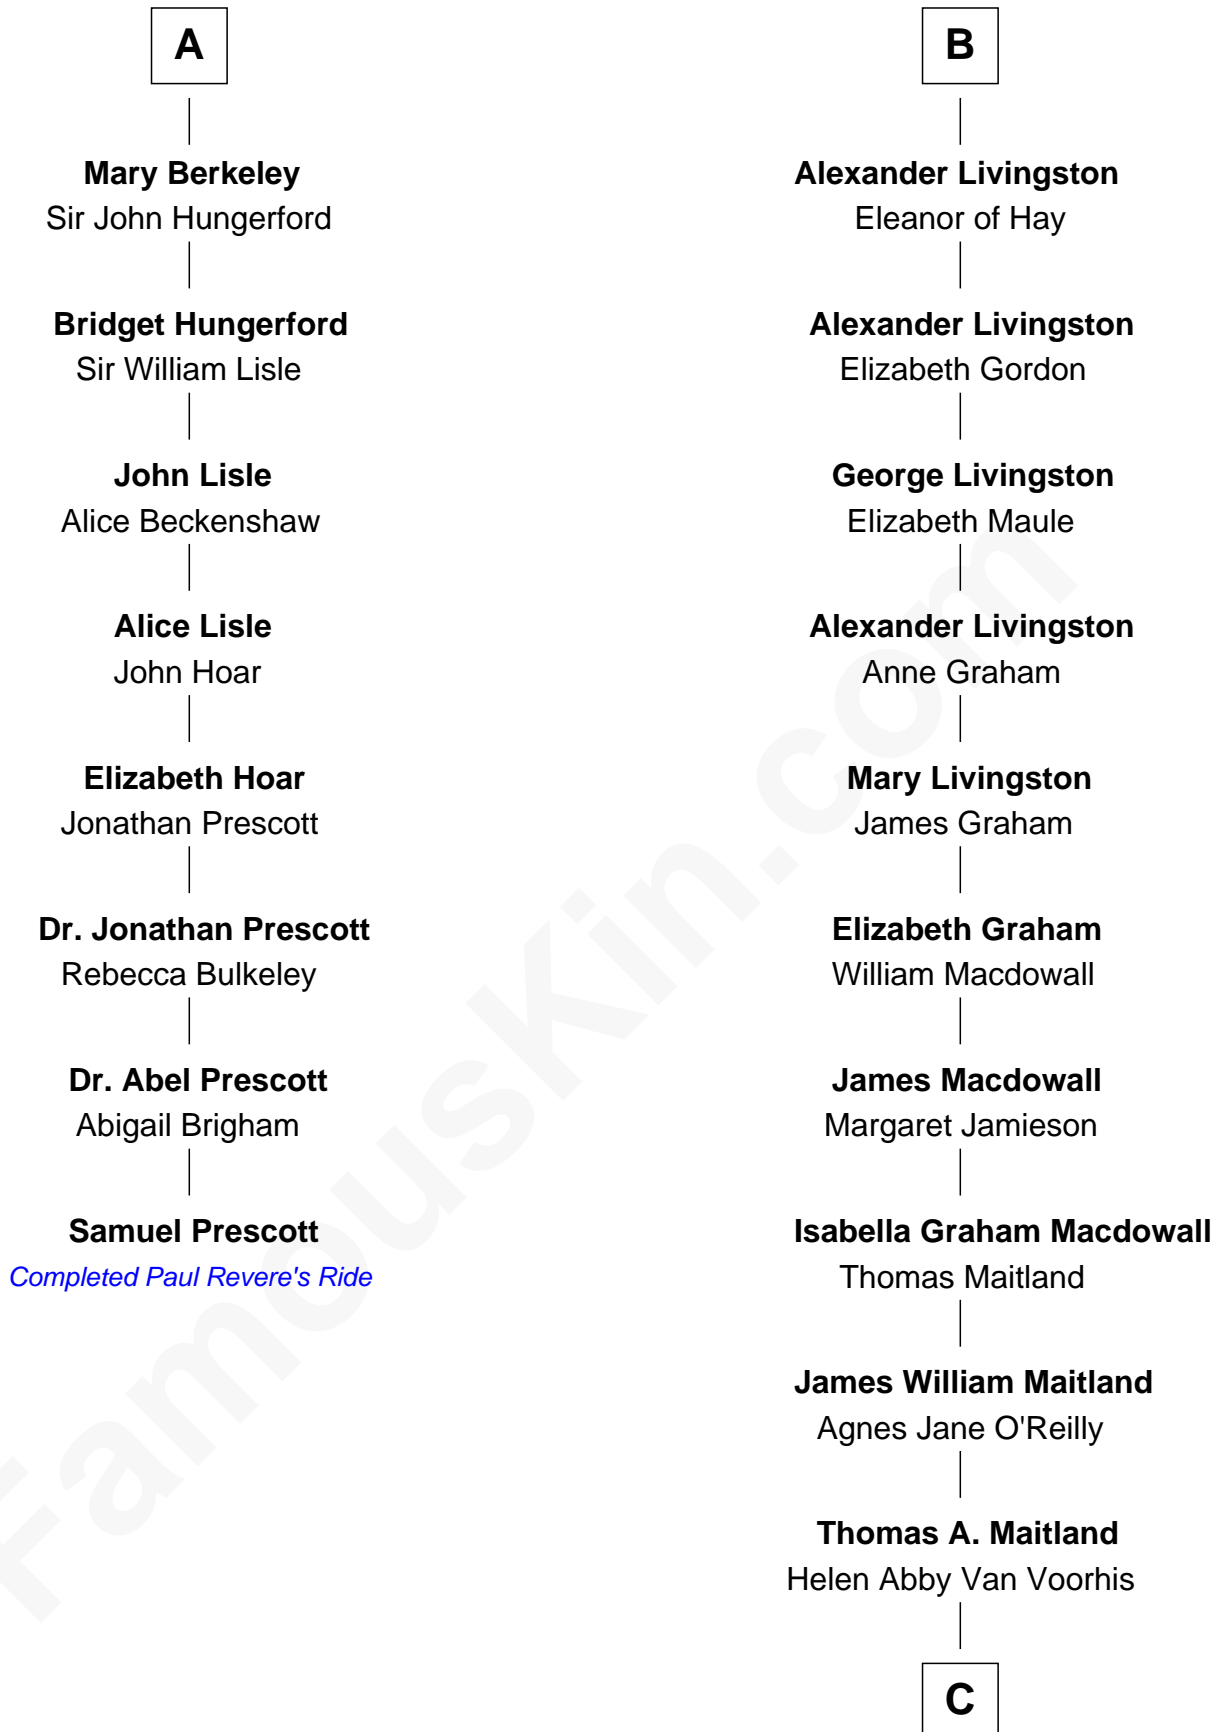 A
Mary Berkeley
Sir John Hungerford
Bridget Hungerford
Sir William Lisle
John Lisle
Alice Beckenshaw
Alice Lisle
John Hoar
Elizabeth Hoar
Jonathan Prescott
Dr. Jonathan Prescott
Rebecca Bulkeley
Dr. Abel Prescott
Abigail Brigham
Samuel Prescott
Completed Paul Revere's Ride
B
Alexander Livingston
Eleanor of Hay
Alexander Livingston
Elizabeth Gordon
George Livingston
Elizabeth Maule
Alexander Livingston
Anne Graham
Mary Livingston
James Graham
Elizabeth Graham
William Macdowall
James Macdowall
Margaret Jamieson
Isabella Graham Macdowall
Thomas Maitland
James William Maitland
Agnes Jane O'Reilly
Thomas A. Maitland
Helen Abby Van Voorhis
C
FamousKin.com